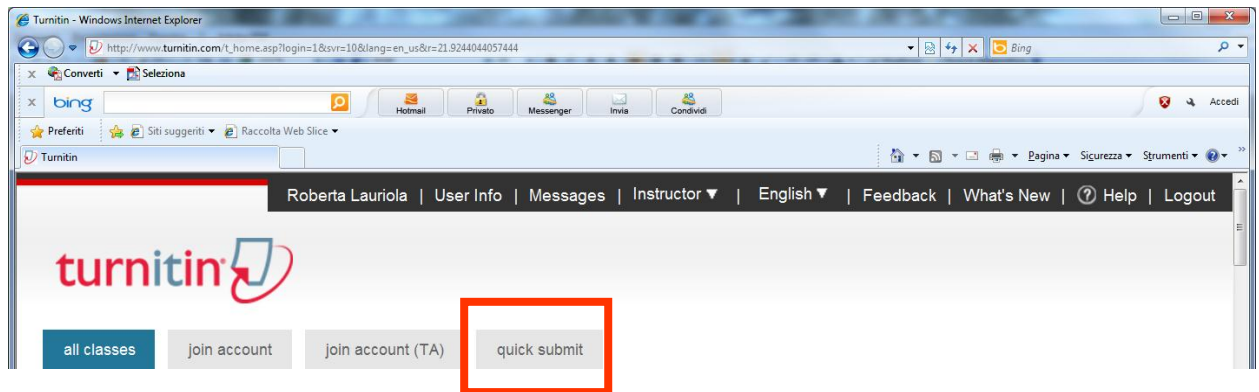 Turnitin - Windows Internet Explorer
http://www.turnitin.com/t_home.asp?login=1&svr=10&lang=en_us&r=21.9244044057444
Bing
x Converti Seleziona
x bing Hotmail Privato Messenger Invia Condividi Accedi
Preferiti Siti suggeriti Raccolta Web Slice
Turnitin Pagina Sicurezza Strumenti
Roberta Lauriola | User Info | Messages | Instructor ▼ | English ▼ | Feedback | What's New | ? Help | Logout
turnitin
all classes join account join account (TA) quick submit